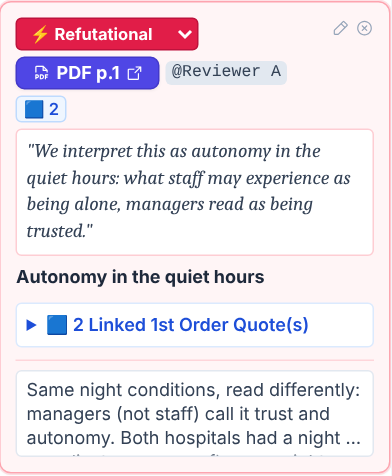 ⚡ Refutational
PDF PDF p.1 @Reviewer A
🟦 2
"We interpret this as autonomy in the
quiet hours: what staff may experience as
being alone, managers read as being
trusted."
Autonomy in the quiet hours
▶ 🟦 2 Linked 1st Order Quote(s)
Same night conditions, read differently:
managers (not staff) call it trust and
autonomy. Both hospitals had a night ...